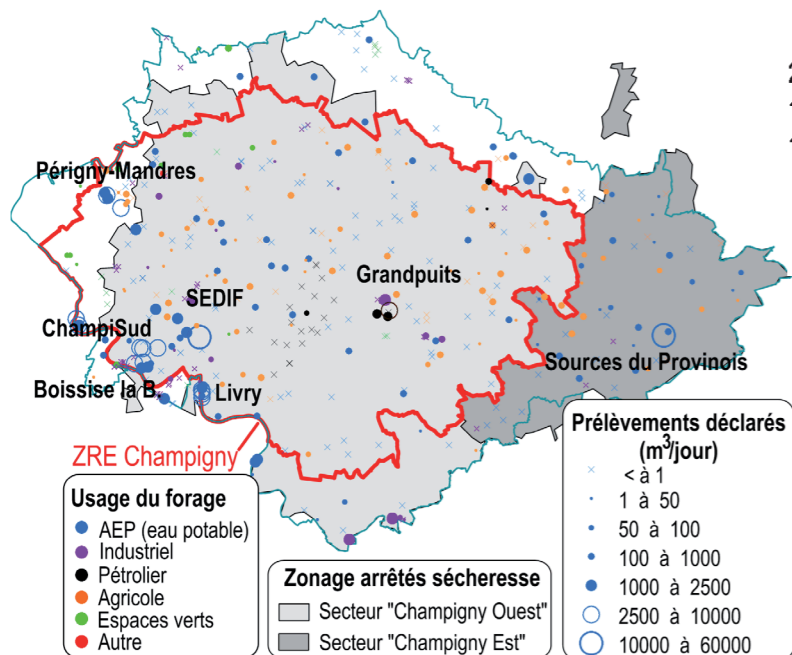 Périgny-Mandres
SEDIF
Grandpuits
ChampiSud
Sources du Provinois
Boissise la B.
Livry
ZRE Champigny
Usage du forage
AEP (eau potable)
Industriel
Pétrolier
Agricole
Espaces verts
Autre
Zonage arrêtés sécheresse
Secteur "Champigny Ouest"
Secteur "Champigny Est"
Prélèvements déclarés
(m³/jour)
< à 1
1 à 50
50 à 100
100 à 1000
1000 à 2500
2500 à 10000
10000 à 60000